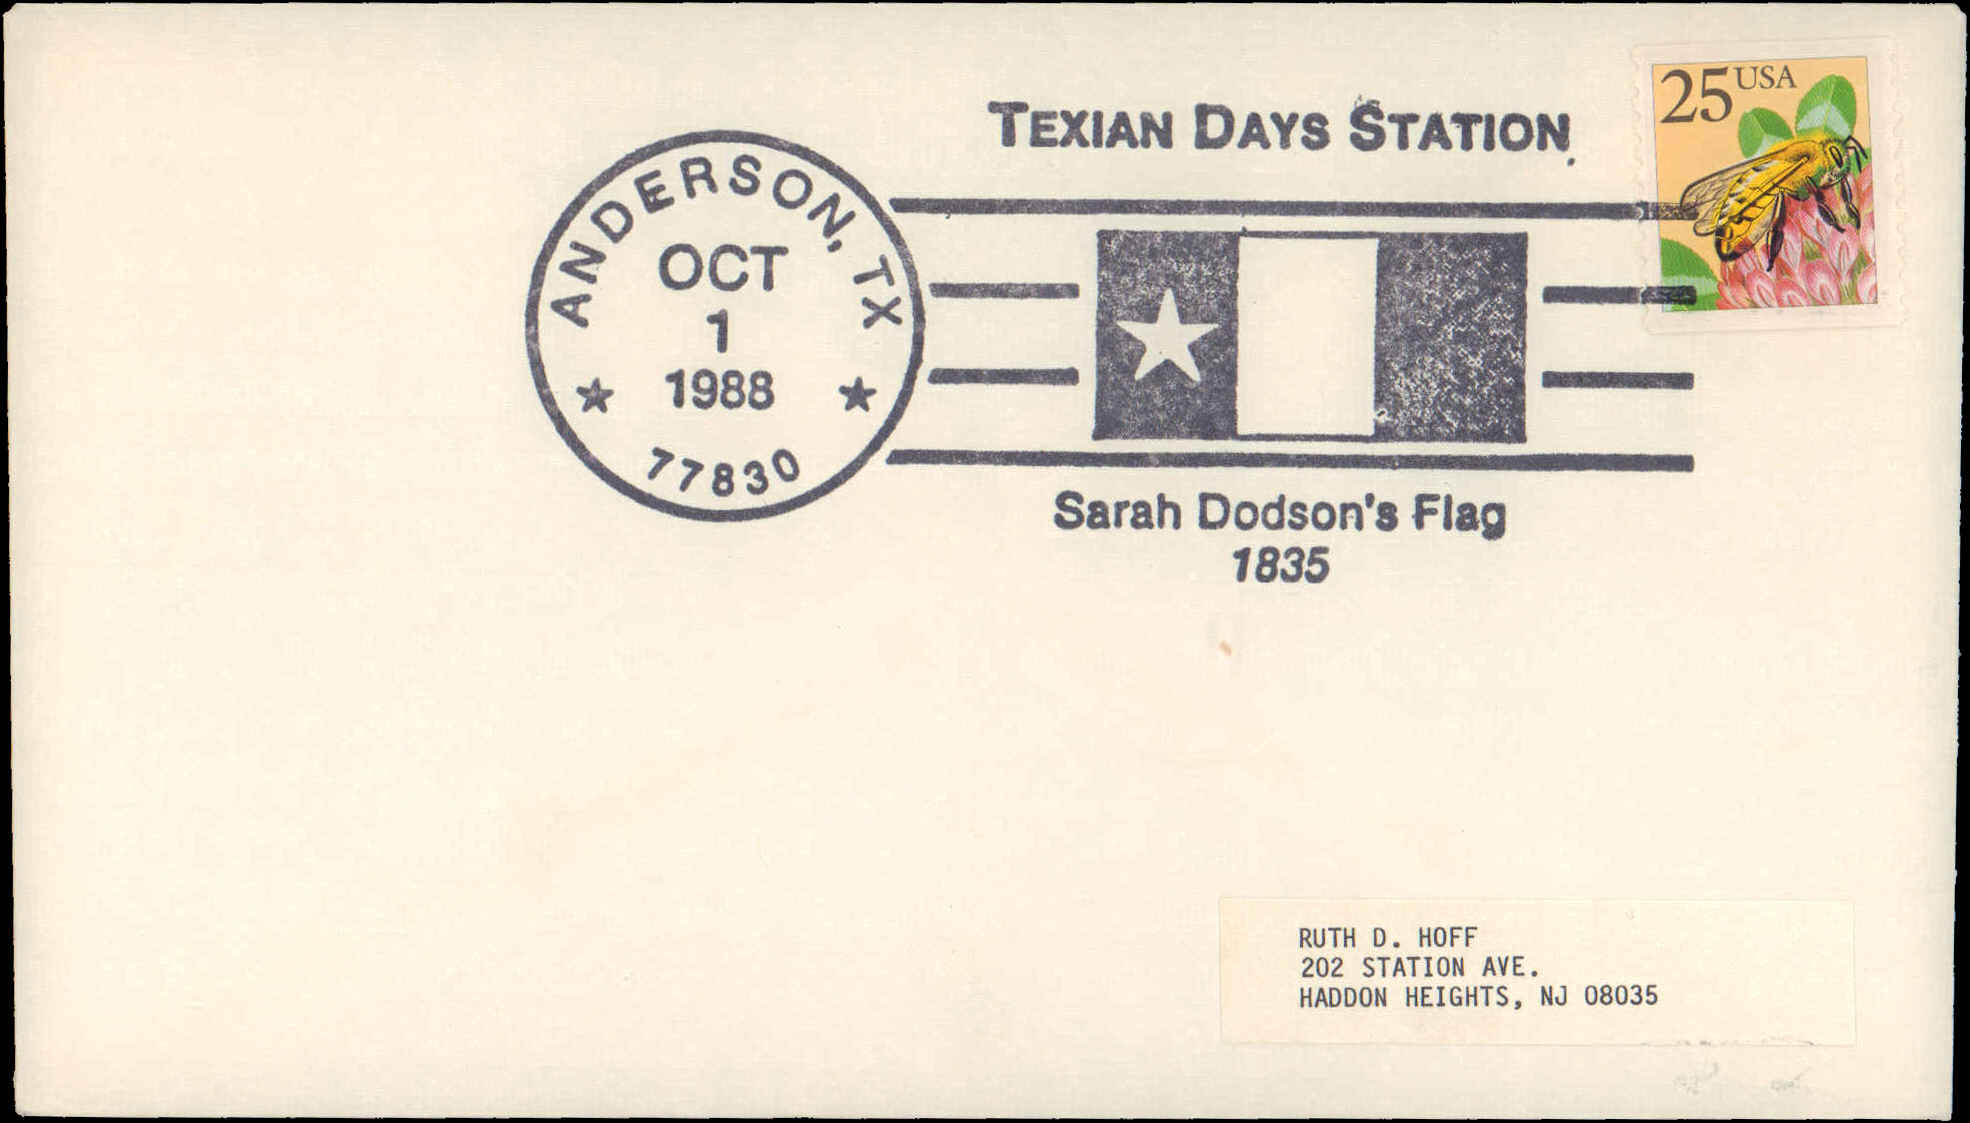 TEXIAN DAYS STATION
ANDERSON, TX
OCT
1
1988
77830
25 USA
Sarah Dodson's Flag
1835
RUTH D. HOFF
202 STATION AVE.
HADDON HEIGHTS, NJ 08035